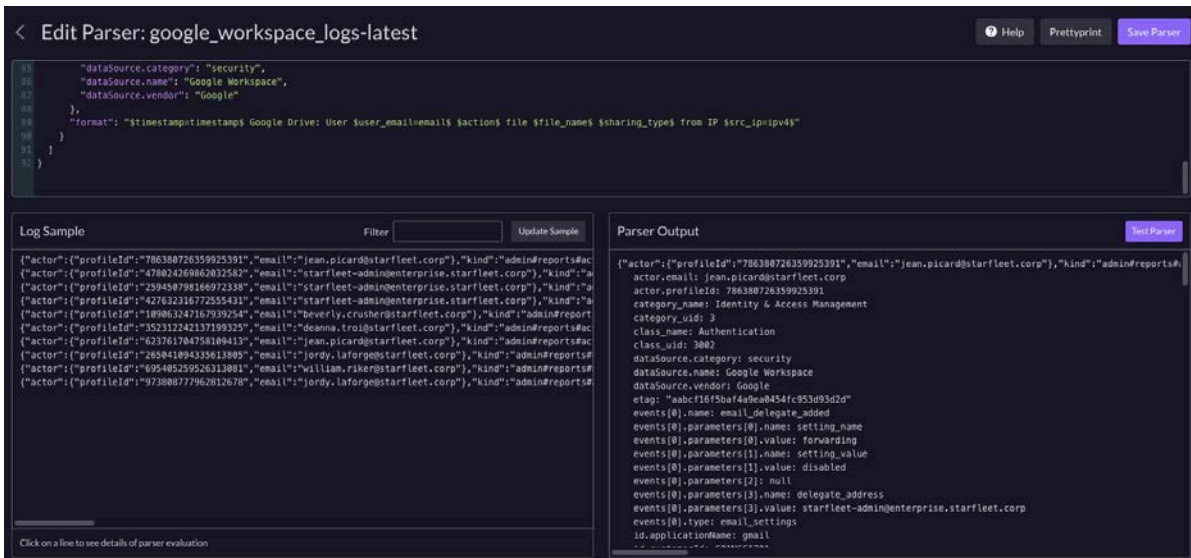 Edit Parser: google_workspace_logs-latest
Help
Prettyprint
Save Parser
85 "dataSource.category": "security",
86 "dataSource.name": "Google Workspace",
87 "dataSource.vendor": "Google"
88 },
89 "format": "$timestamp=timestamp$ Google Drive: User $user_email=email$ $action$ file $file_name$ $sharing_type$ from IP $src_ip=ipv4$"
90 }
91 ]
92 }
Log Sample
Filter
Update Sample
{"actor":{"profileId":"786380726359925391","email":"jean.picard@starfleet.corp"},"kind":"admin#reports#ac
{"actor":{"profileId":"478024269862032582","email":"starfleet-admin@enterprise.starfleet.corp"},"kind":"a
{"actor":{"profileId":"259450798166972338","email":"starfleet-admin@enterprise.starfleet.corp"},"kind":"a
{"actor":{"profileId":"427632316772555431","email":"starfleet-admin@enterprise.starfleet.corp"},"kind":"a
{"actor":{"profileId":"109063247167939254","email":"beverly.crusher@starfleet.corp"},"kind":"admin#report
{"actor":{"profileId":"352312242137199325","email":"deanna.troi@starfleet.corp"},"kind":"admin#reports#ac
{"actor":{"profileId":"623761704758109413","email":"jean.picard@starfleet.corp"},"kind":"admin#reports#ac
{"actor":{"profileId":"265041094335613805","email":"jordy.laforge@starfleet.corp"},"kind":"admin#reports#
{"actor":{"profileId":"695405259526313081","email":"william.riker@starfleet.corp"},"kind":"admin#reports#
{"actor":{"profileId":"973808777962812678","email":"jordy.laforge@starfleet.corp"},"kind":"admin#reports#
Click on a line to see details of parser evaluation
Parser Output
Test Parser
{"actor":{"profileId":"786380726359925391","email":"jean.picard@starfleet.corp"},"kind":"admin#reports#
actor.email: jean.picard@starfleet.corp
actor.profileId: 786380726359925391
category_name: Identity & Access Management
category_uid: 3
class_name: Authentication
class_uid: 3002
dataSource.category: security
dataSource.name: Google Workspace
dataSource.vendor: Google
etag: "aabcf16f5baf4a9ea0454fc953d93d2d"
events[0].name: email_delegate_added
events[0].parameters[0].name: setting_name
events[0].parameters[0].value: forwarding
events[0].parameters[1].name: setting_value
events[0].parameters[1].value: disabled
events[0].parameters[2]: null
events[0].parameters[3].name: delegate_address
events[0].parameters[3].value: starfleet-admin@enterprise.starfleet.corp
events[0].type: email_settings
id.applicationName: gmail